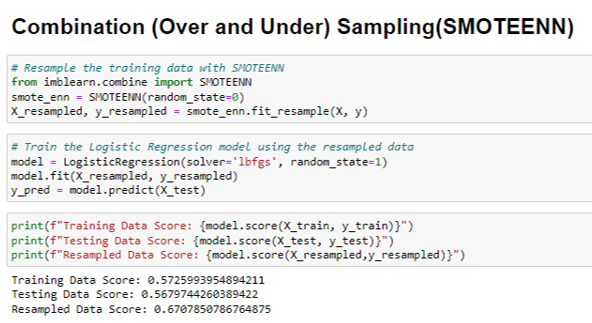 Combination (Over and Under) Sampling(SMOTEENN)
# Resample the training data with SMOTEENN
from imblearn.combine import SMOTEENN
smote_enn = SMOTEENN(random_state=0)
X_resampled, y_resampled = smote_enn.fit_resample(X, y)
# Train the Logistic Regression model using the resampled data
model = LogisticRegression(solver='lbfgs', random_state=1)
model.fit(X_resampled, y_resampled)
y_pred = model.predict(X_test)
print(f"Training Data Score: {model.score(X_train, y_train)}")
print(f"Testing Data Score: {model.score(X_test, y_test)}")
print(f"Resampled Data Score: {model.score(X_resampled,y_resampled)}")
Training Data Score: 0.5725993954894211
Testing Data Score: 0.5679744260389422
Resampled Data Score: 0.6707850786764875